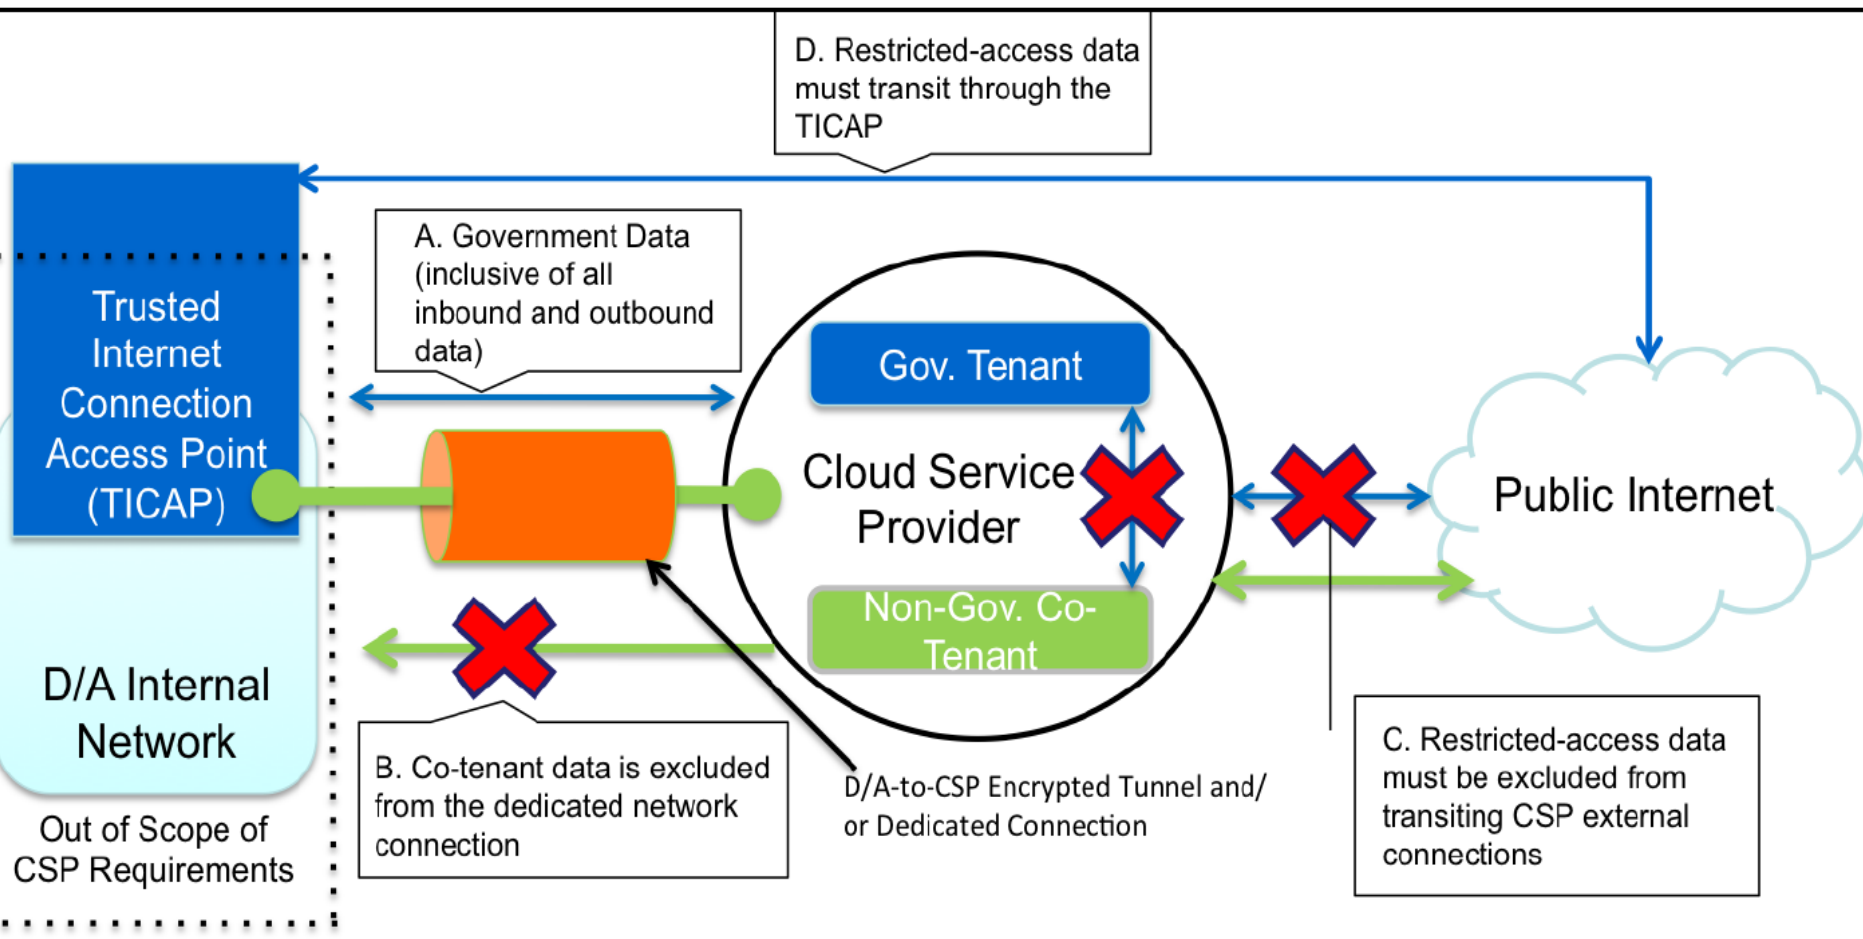 D. Restricted-access data
must transit through the
TICAP
A. Government Data
(inclusive of all
inbound and outbound
data)
Trusted
Internet
Connection
Access Point
(TICAP)
Gov. Tenant
Cloud Service
Provider
Non-Gov. Co-
Tenant
Public Internet
D/A Internal
Network
Out of Scope of
CSP Requirements
B. Co-tenant data is excluded
from the dedicated network
connection
D/A-to-CSP Encrypted Tunnel and/
or Dedicated Connection
C. Restricted-access data
must be excluded from
transiting CSP external
connections